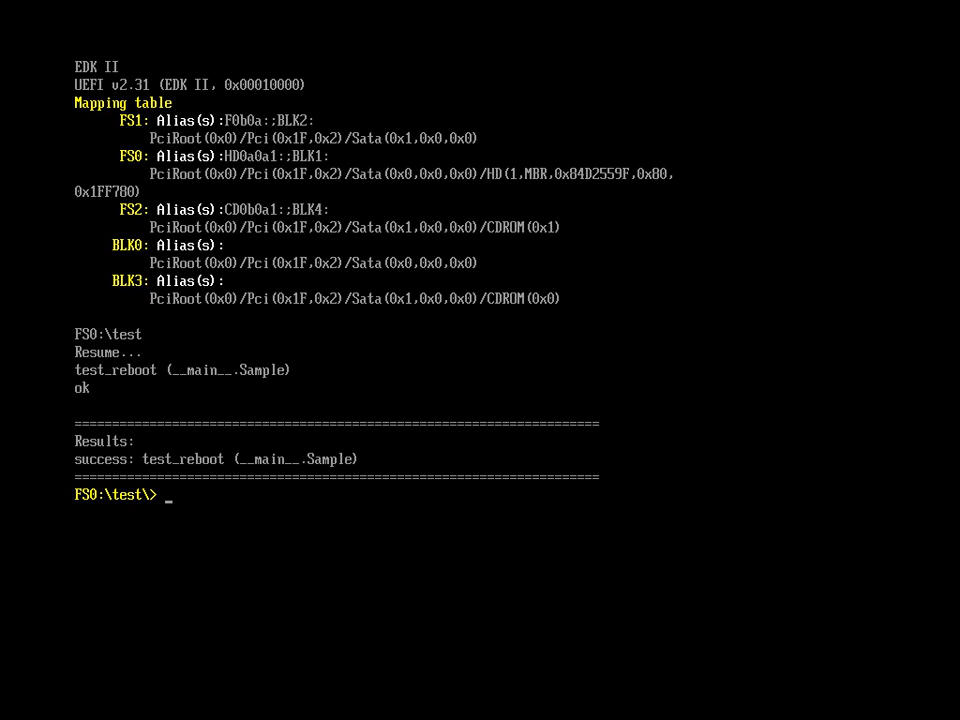 EDK II
UEFI v2.31 (EDK II, 0x00010000)
Mapping table
FS1: Alias(s):F0b0a:;BLK2:
PciRoot(0x0)/Pci(0x1F,0x2)/Sata(0x1,0x0,0x0)
FS0: Alias(s):HD0a0a1:;BLK1:
PciRoot(0x0)/Pci(0x1F,0x2)/Sata(0x0,0x0,0x0)/HD(1,MBR,0x84D2559F,0x80,
0x1FF780)
FS2: Alias(s):CD0b0a1:;BLK4:
PciRoot(0x0)/Pci(0x1F,0x2)/Sata(0x1,0x0,0x0)/CDROM(0x1)
BLK0: Alias(s):
PciRoot(0x0)/Pci(0x1F,0x2)/Sata(0x0,0x0,0x0)
BLK3: Alias(s):
PciRoot(0x0)/Pci(0x1F,0x2)/Sata(0x1,0x0,0x0)/CDROM(0x0)
FS0:\test
Resume...
test_reboot (__main__.Sample)
ok
======================================================================
Results:
success: test_reboot (__main__.Sample)
======================================================================
FS0:\test\> _